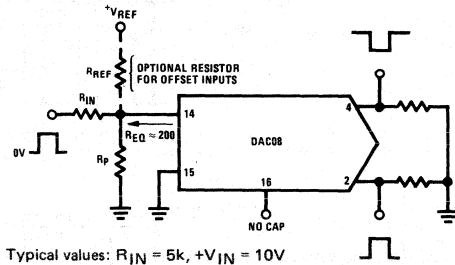 +VREF
RREF
OPTIONAL RESISTOR
FOR OFFSET INPUTS
RIN
0V
RP
REQ ≈ 200
14
15
16
DAC08
4
2
NO CAP
Typical values: RIN = 5k, +VIN = 10V